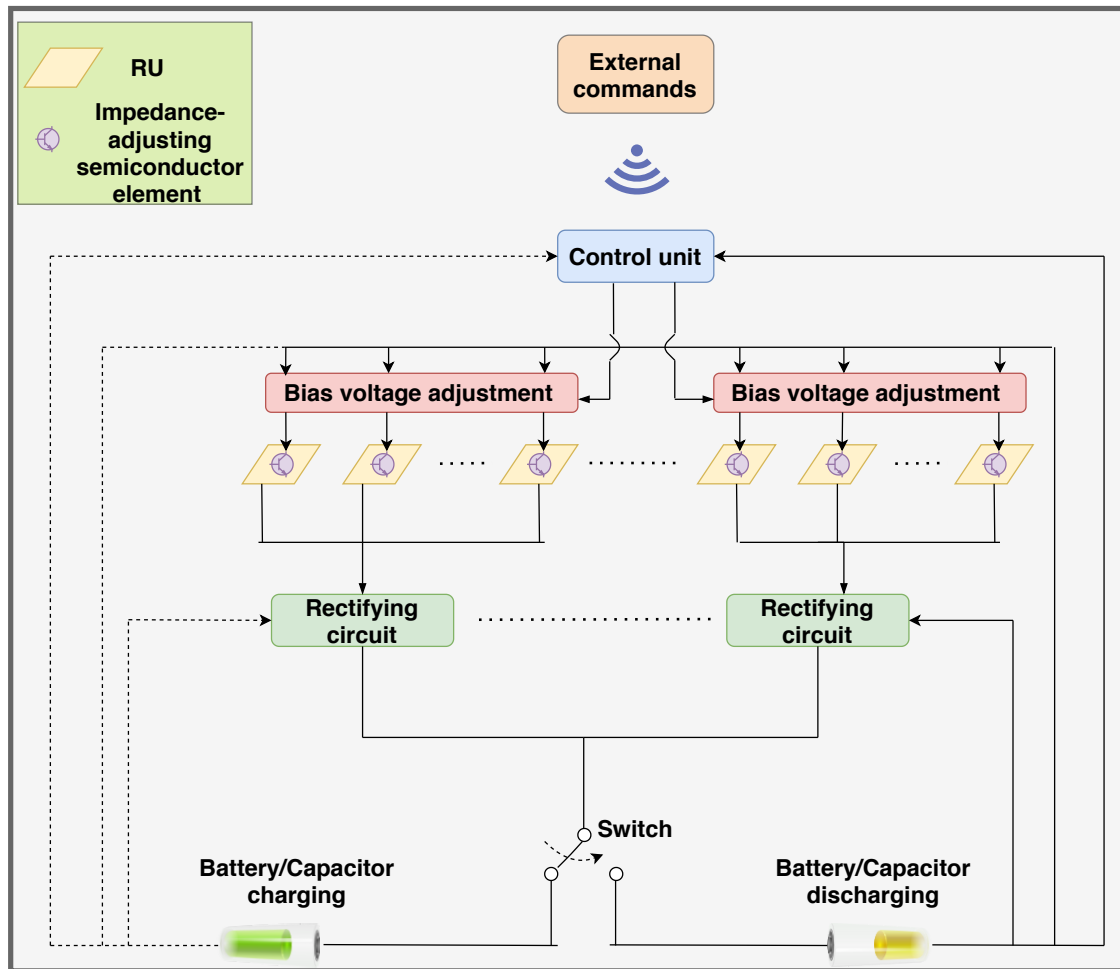 RU
Impedance-
adjusting
semiconductor
element
External
commands
Control unit
Bias voltage adjustment
Bias voltage adjustment
Rectifying
circuit
Rectifying
circuit
Switch
Battery/Capacitor
charging
Battery/Capacitor
discharging